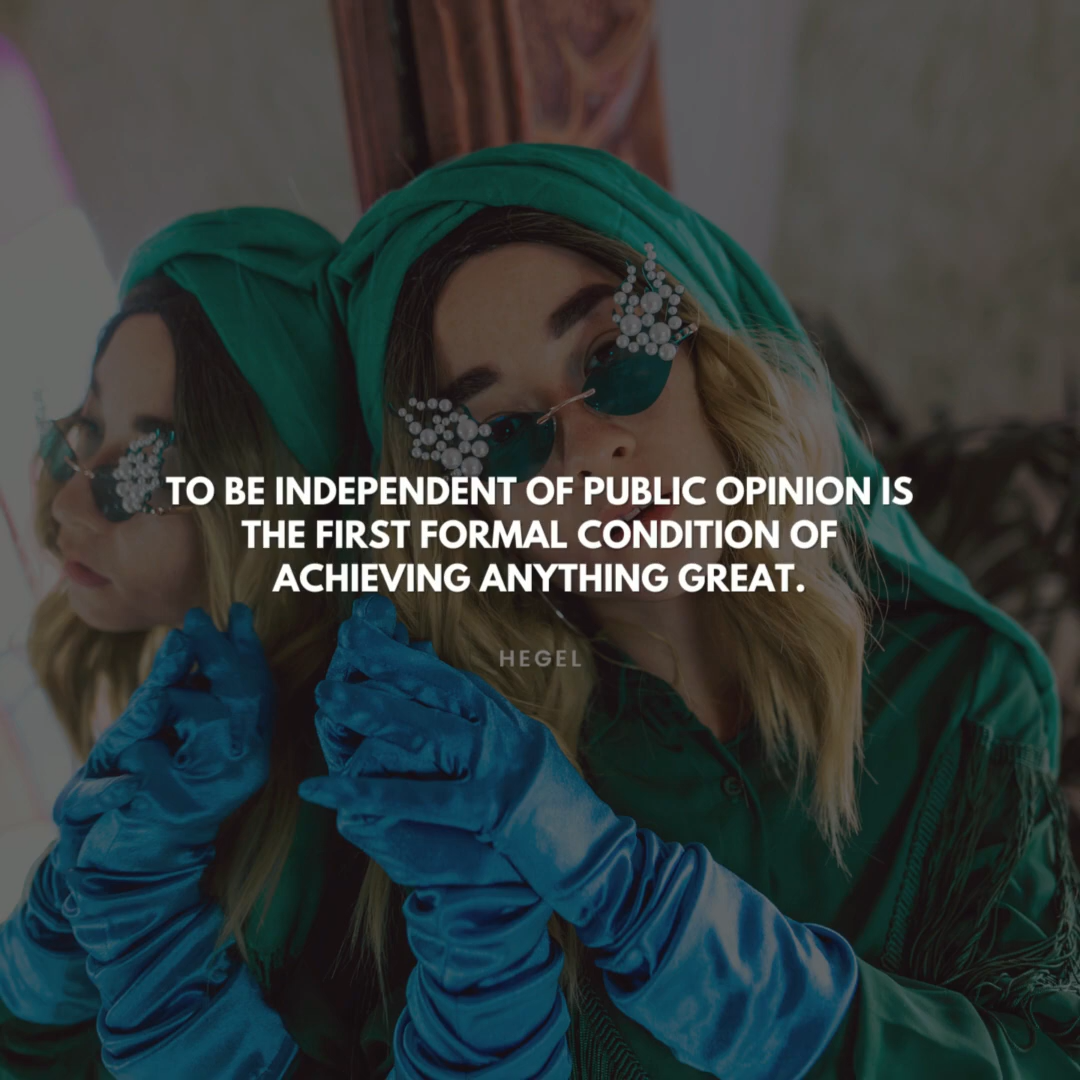 TO BE INDEPENDENT OF PUBLIC OPINION IS
THE FIRST FORMAL CONDITION OF
ACHIEVING ANYTHING GREAT.
HEGEL